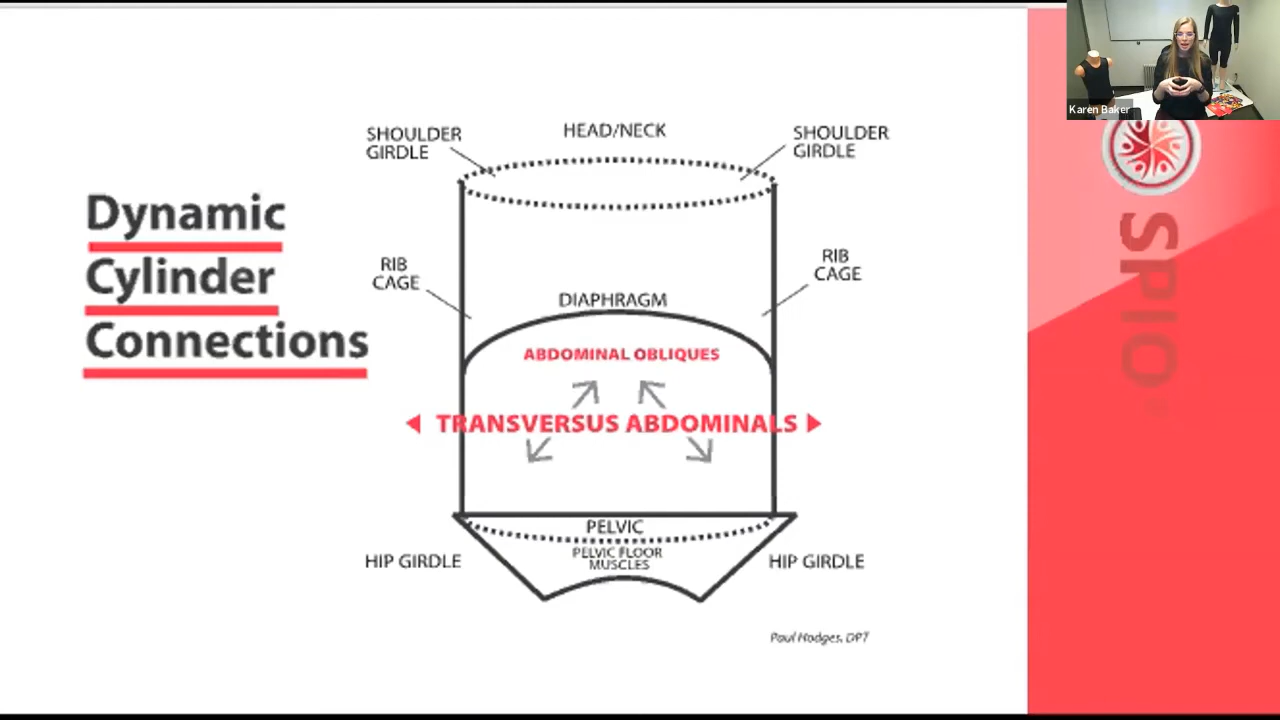 Karen Baker
Dynamic
Cylinder
Connections
SHOULDER
GIRDLE
HEAD/NECK
SHOULDER
GIRDLE
RIB
CAGE
RIB
CAGE
DIAPHRAGM
ABDOMINAL OBLIQUES
TRANSVERSUS ABDOMINALS
PELVIC
PELVIC FLOOR
MUSCLES
HIP GIRDLE
HIP GIRDLE
Paul Hodges, DPT
SPIO